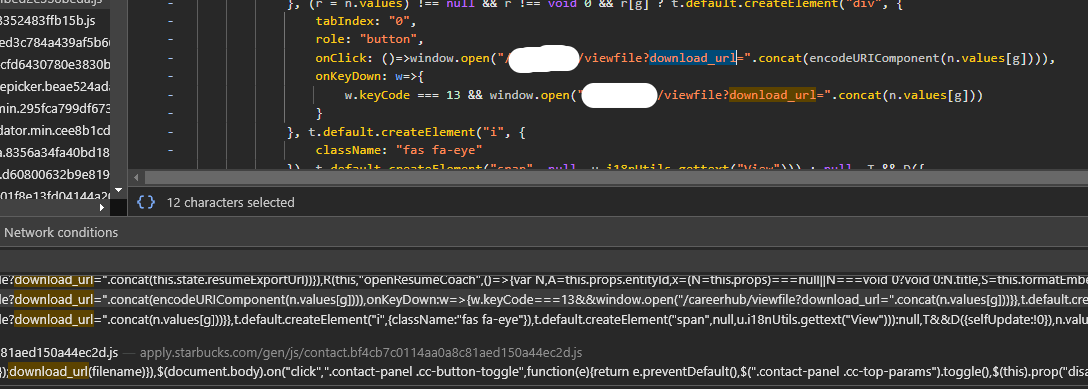 8352483ffb15b.js
ed3c784a439af5b6
cfd6430780e3830b
epicker.beae524ad
min.295fca799df673
dator.min.cee8b1cd
a.8356a34fa40bd18
.d60800632b9e819
}, (r = n.values) !== null && r !== void 0 && r[g] ? t.default.createElement("div", {
- tabIndex: "0",
- role: "button",
- onClick: ()=>window.open("/ /viewfile?download_url=".concat(encodeURIComponent(n.values[g]))),
- onKeyDown: w=>{
- w.keyCode === 13 && window.open(" /viewfile?download_url=".concat(n.values[g]))
- }
- }, t.default.createElement("i", {
- className: "fas fa-eye"
}), t.default.createElement("span", null, u.i18nUtils.gettext("View"))) : null, T && D({
{} 12 characters selected
Network conditions
le?download_url=".concat(this.state.resumeExportUrl)}),R(this,"openResumeCoach",()=>{var N,A=this.props.entityId,x=(N=this.props)===null||N===void 0?void 0:N.title,S=this.formatEmbe
le?download_url=".concat(encodeURIComponent(n.values[g]))),onKeyDown:w=>{w.keyCode===13&&window.open("/careerhub/viewfile?download_url=".concat(n.values[g]))}},t.default.cre
le?download_url=".concat(n.values[g]))}},t.default.createElement("i",{className:"fas fa-eye"}),t.default.createElement("span",null,u.i18nUtils.gettext("View"))):null,T&&D({selfUpdate:!0}),n.valu
81aed150a44ec2d.js — apply.starbucks.com/gen/js/contact.bf4cb7c0114aa0a8c81aed150a44ec2d.js
});download_url(filename)}),$(document.body).on("click",".contact-panel .cc-button-toggle",function(e){return e.preventDefault(),$(".contact-panel .cc-top-params").toggle(),$(this).prop("disa